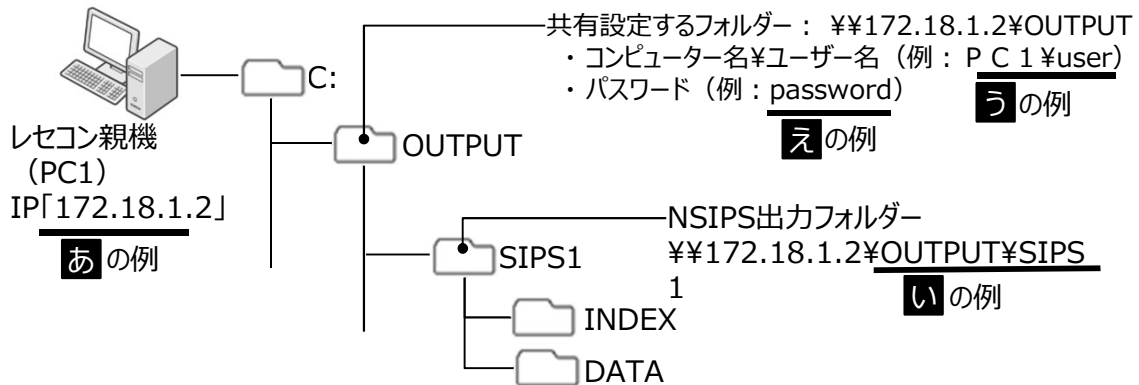 共有設定するフォルダー： ¥¥172.18.1.2¥OUTPUT
・コンピューター名¥ユーザー名（例：ＰＣ１¥user）
・パスワード（例：password）
うの例
えの例
C:
レセコン親機
（PC1）
IP｢172.18.1.2｣
あの例
OUTPUT
NSIPS出力フォルダー
¥¥172.18.1.2¥OUTPUT¥SIPS
1
いの例
SIPS1
INDEX
DATA